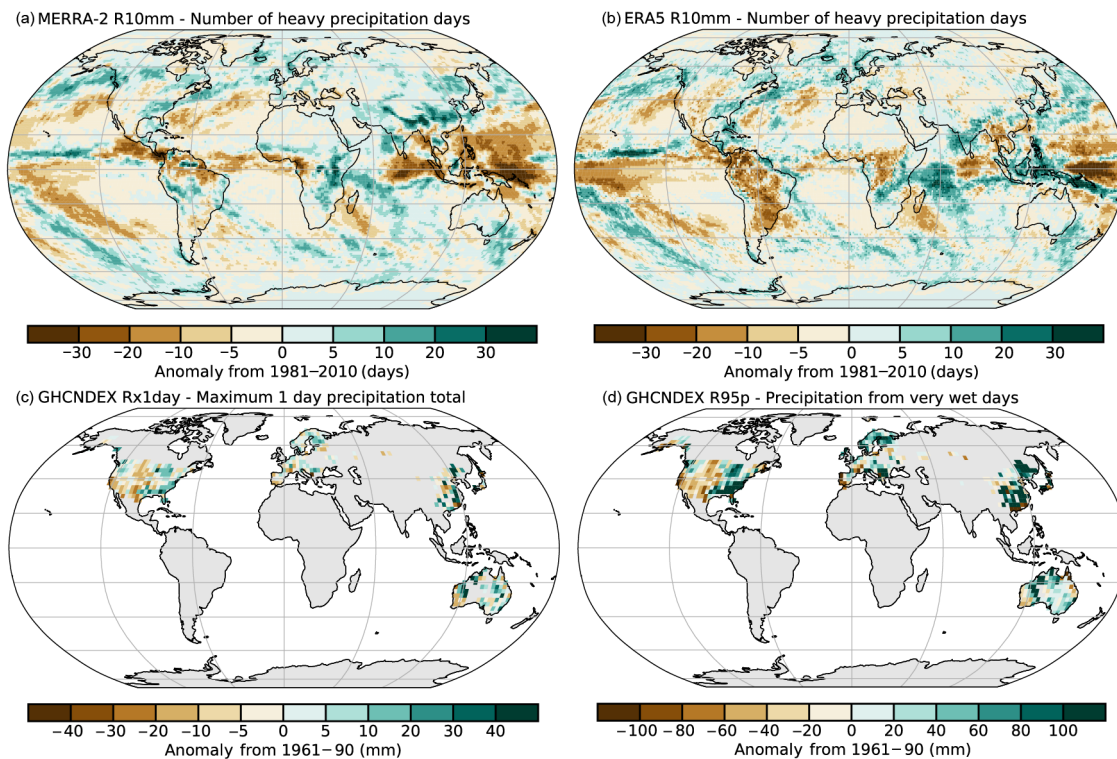 (a) MERRA-2 R10mm - Number of heavy precipitation days
−30 −20 −10 −5 0 5 10 20 30
Anomaly from 1981–2010 (days)
(b) ERA5 R10mm - Number of heavy precipitation days
−30 −20 −10 −5 0 5 10 20 30
Anomaly from 1981–2010 (days)
(c) GHCNDEX Rx1day - Maximum 1 day precipitation total
−40 −30 −20 −10 −5 0 5 10 20 30 40
Anomaly from 1961−90 (mm)
(d) GHCNDEX R95p - Precipitation from very wet days
−100 −80 −60 −40 −20 0 20 40 60 80 100
Anomaly from 1961−90 (mm)